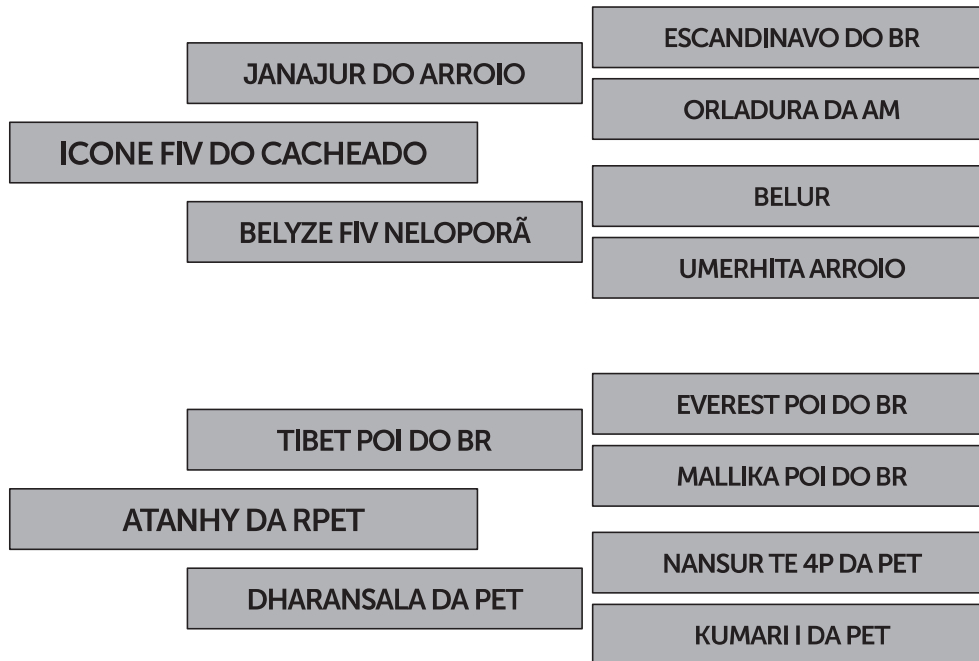 ESCANDINAVO DO BR
JANAJUR DO ARROIO
ORLADURA DA AM
ICONE FIV DO CACHEADO
BELUR
BELYZE FIV NELOPORÃ
UMERHITA ARROIO
EVEREST POI DO BR
TIBET POI DO BR
MALLIKA POI DO BR
ATANHY DA RPET
NANSUR TE 4P DA PET
DHARANSALA DA PET
KUMARI I DA PET